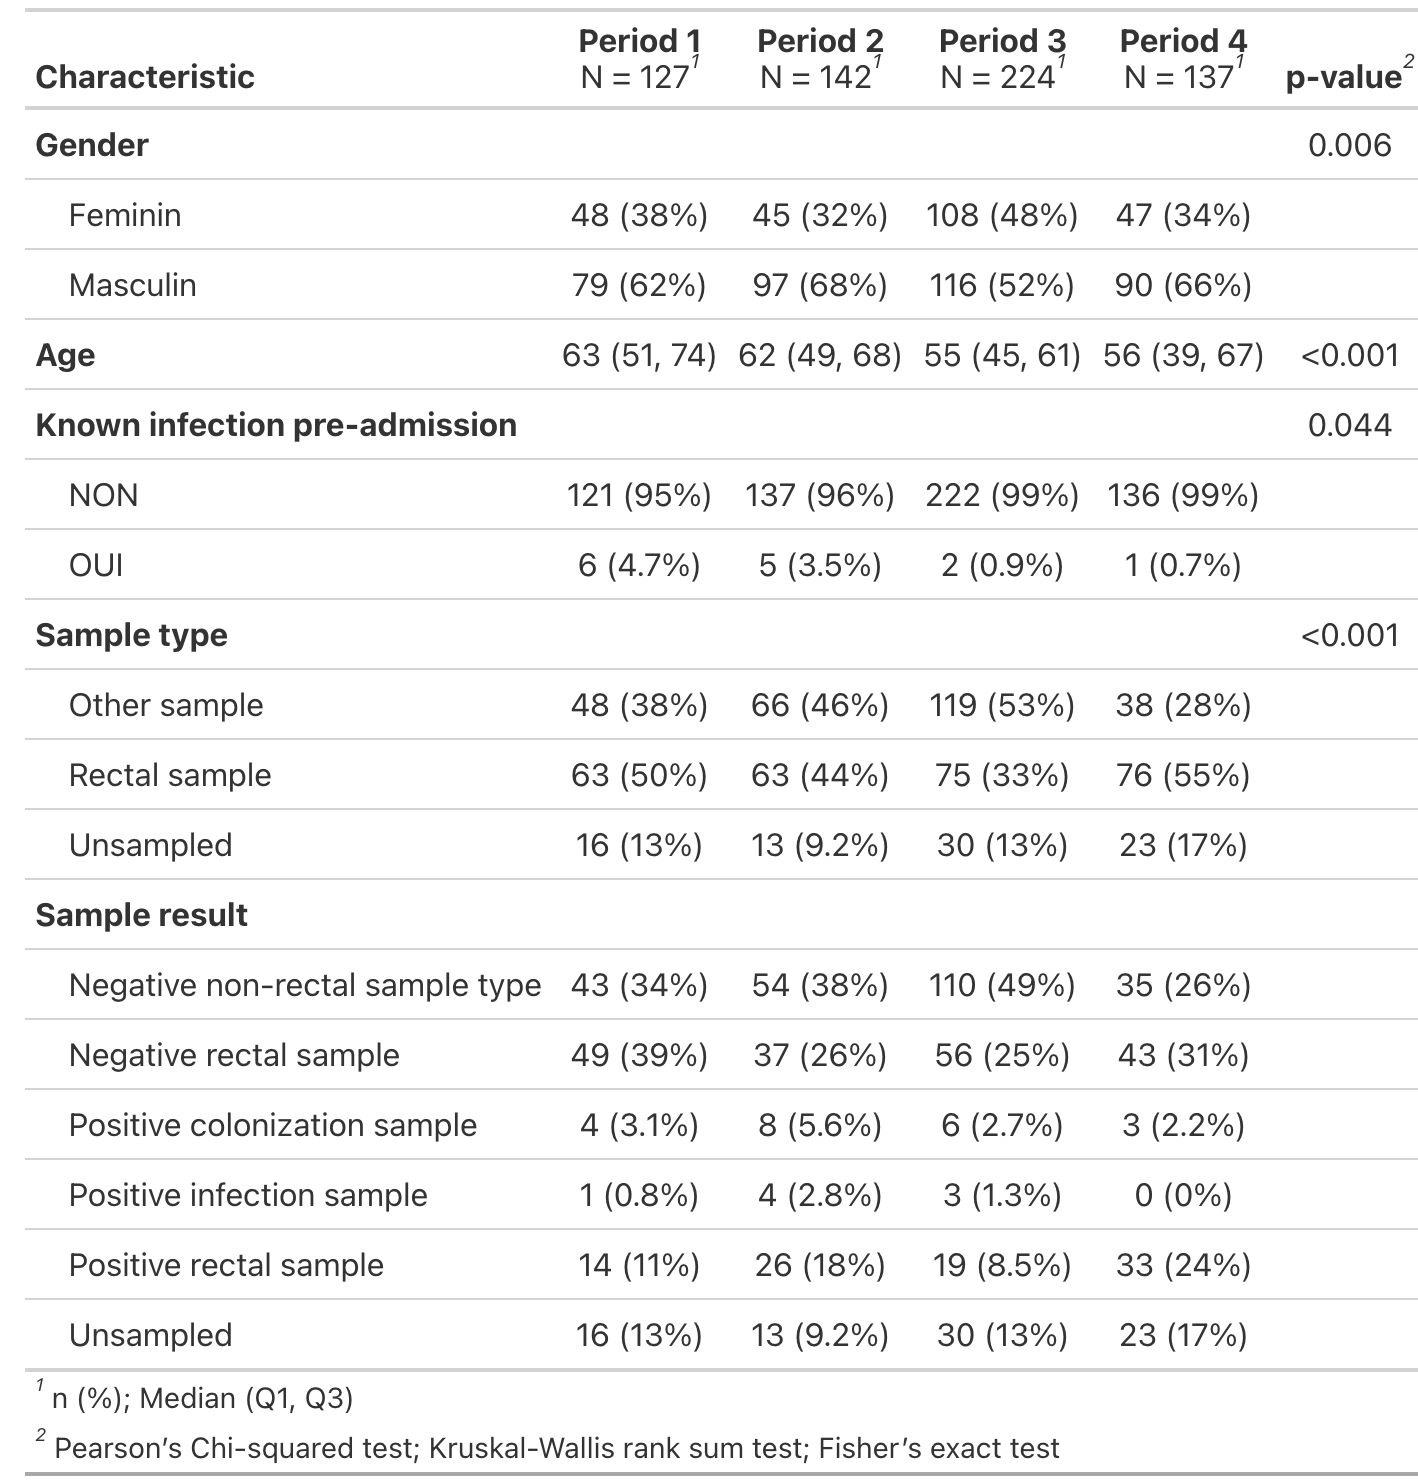 Characteristic Period 1 N = 127¹ Period 2 N = 142¹ Period 3 N = 224¹ Period 4 N = 137¹ p-value²
Gender 0.006
Feminin 48 (38%) 45 (32%) 108 (48%) 47 (34%)
Masculin 79 (62%) 97 (68%) 116 (52%) 90 (66%)
Age 63 (51, 74) 62 (49, 68) 55 (45, 61) 56 (39, 67) <0.001
Known infection pre-admission 0.044
NON 121 (95%) 137 (96%) 222 (99%) 136 (99%)
OUI 6 (4.7%) 5 (3.5%) 2 (0.9%) 1 (0.7%)
Sample type <0.001
Other sample 48 (38%) 66 (46%) 119 (53%) 38 (28%)
Rectal sample 63 (50%) 63 (44%) 75 (33%) 76 (55%)
Unsampled 16 (13%) 13 (9.2%) 30 (13%) 23 (17%)
Sample result
Negative non-rectal sample type 43 (34%) 54 (38%) 110 (49%) 35 (26%)
Negative rectal sample 49 (39%) 37 (26%) 56 (25%) 43 (31%)
Positive colonization sample 4 (3.1%) 8 (5.6%) 6 (2.7%) 3 (2.2%)
Positive infection sample 1 (0.8%) 4 (2.8%) 3 (1.3%) 0 (0%)
Positive rectal sample 14 (11%) 26 (18%) 19 (8.5%) 33 (24%)
Unsampled 16 (13%) 13 (9.2%) 30 (13%) 23 (17%)
¹ n (%); Median (Q1, Q3)
² Pearson's Chi-squared test; Kruskal-Wallis rank sum test; Fisher's exact test